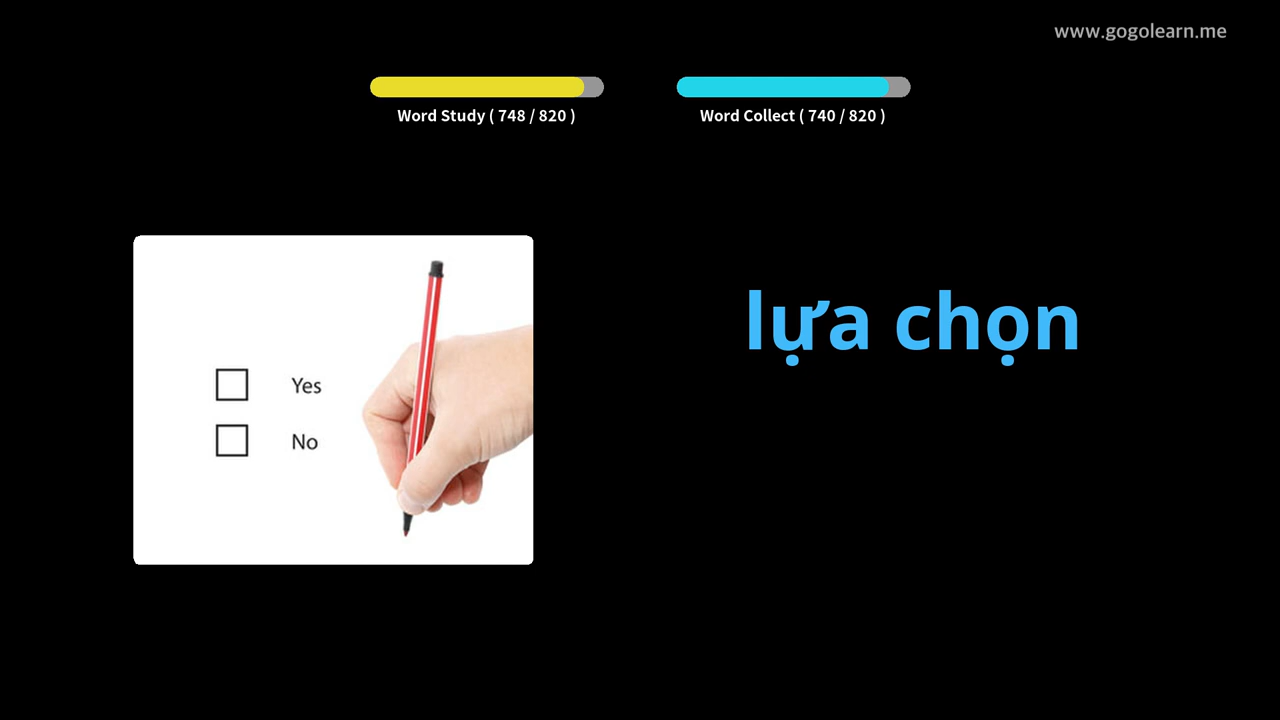 www.gogolearn.me
Word Study ( 748 / 820 )
Word Collect ( 740 / 820 )
lựa chọn
Yes
No